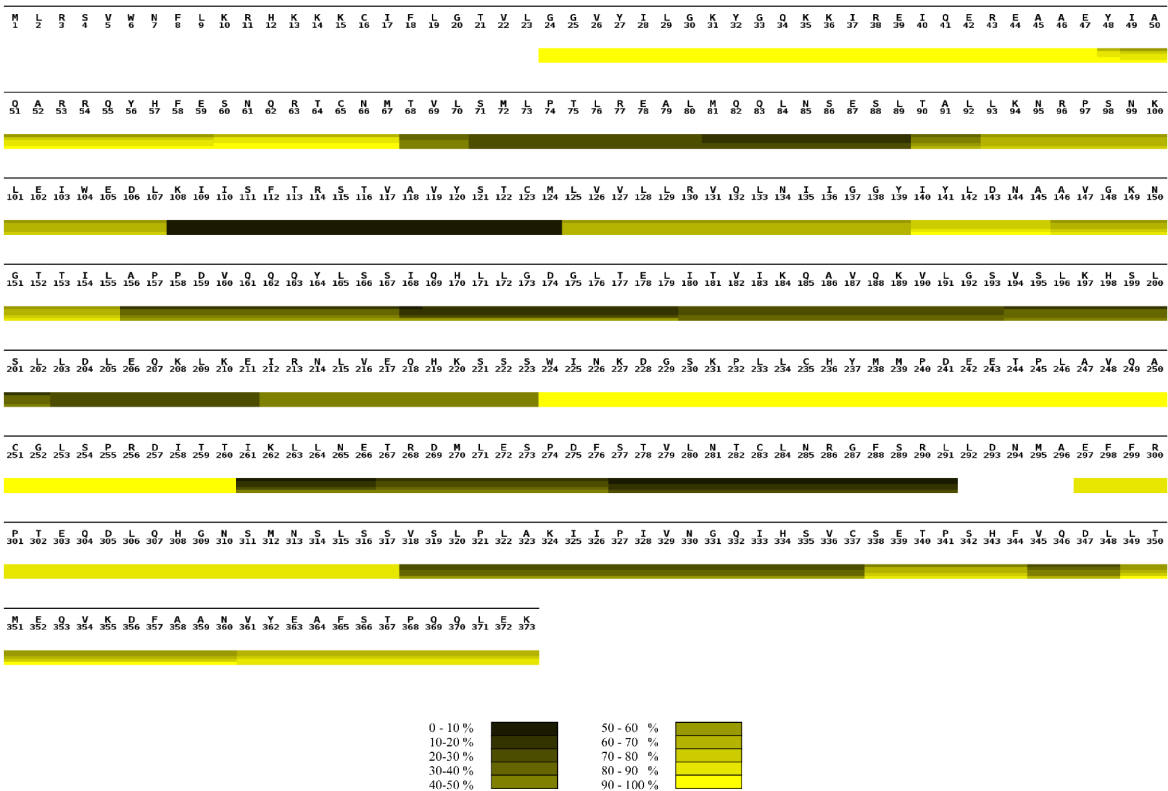 M L R S V W N F L K R H K K K C I F L G T V L G G V Y I L G K Y G Q K K I R E I Q E R E A A E Y I A
1 2 3 4 5 6 7 8 9 10 11 12 13 14 15 16 17 18 19 20 21 22 23 24 25 26 27 28 29 30 31 32 33 34 35 36 37 38 39 40 41 42 43 44 45 46 47 48 49 50
Q A R R Q Y H F E S N Q R T C N M T V L S M L P T L R E A L M Q Q L N S E S L T A L L K N R P S N K
51 52 53 54 55 56 57 58 59 60 61 62 63 64 65 66 67 68 69 70 71 72 73 74 75 76 77 78 79 80 81 82 83 84 85 86 87 88 89 90 91 92 93 94 95 96 97 98 99 100
L E I W E D L K I I S F T R S T V A V Y S T C M L V V L L R V Q L N I I G G Y I Y L D N A A V G K N
101 102 103 104 105 106 107 108 109 110 111 112 113 114 115 116 117 118 119 120 121 122 123 124 125 126 127 128 129 130 131 132 133 134 135 136 137 138 139 140 141 142 143 144 145 146 147 148 149 150
G T T I L A P P D V Q Q Q Y L S S I Q H L L G D G L T E L I T V I K Q A V Q K V L G S V S L K H S L
151 152 153 154 155 156 157 158 159 160 161 162 163 164 165 166 167 168 169 170 171 172 173 174 175 176 177 178 179 180 181 182 183 184 185 186 187 188 189 190 191 192 193 194 195 196 197 198 199 200
S L L D L E Q K L K E I R N L V E Q H K S S S W I N K D G S K P L L C H Y M M P D E E T P L A V Q A
201 202 203 204 205 206 207 208 209 210 211 212 213 214 215 216 217 218 219 220 221 222 223 224 225 226 227 228 229 230 231 232 233 234 235 236 237 238 239 240 241 242 243 244 245 246 247 248 249 250
C G L S P R D I T T I K L L N E T R D M L E S P D F S T V L N T C L N R G F S R L L D N M A E F F R
251 252 253 254 255 256 257 258 259 260 261 262 263 264 265 266 267 268 269 270 271 272 273 274 275 276 277 278 279 280 281 282 283 284 285 286 287 288 289 290 291 292 293 294 295 296 297 298 299 300
P T E Q D L Q H G N S M N S L S S V S L P L A K I I P I V N G Q I H S V C S E T P S H F V Q D L L T
301 302 303 304 305 306 307 308 309 310 311 312 313 314 315 316 317 318 319 320 321 322 323 324 325 326 327 328 329 330 331 332 333 334 335 336 337 338 339 340 341 342 343 344 345 346 347 348 349 350
M E Q V K D F A A N V Y E A F S T P Q Q L E K
351 352 353 354 355 356 357 358 359 360 361 362 363 364 365 366 367 368 369 370 371 372 373
0 - 10 % 50 - 60 %
10-20 % 60 - 70 %
20-30 % 70 - 80 %
30-40 % 80 - 90 %
40-50 % 90 - 100 %